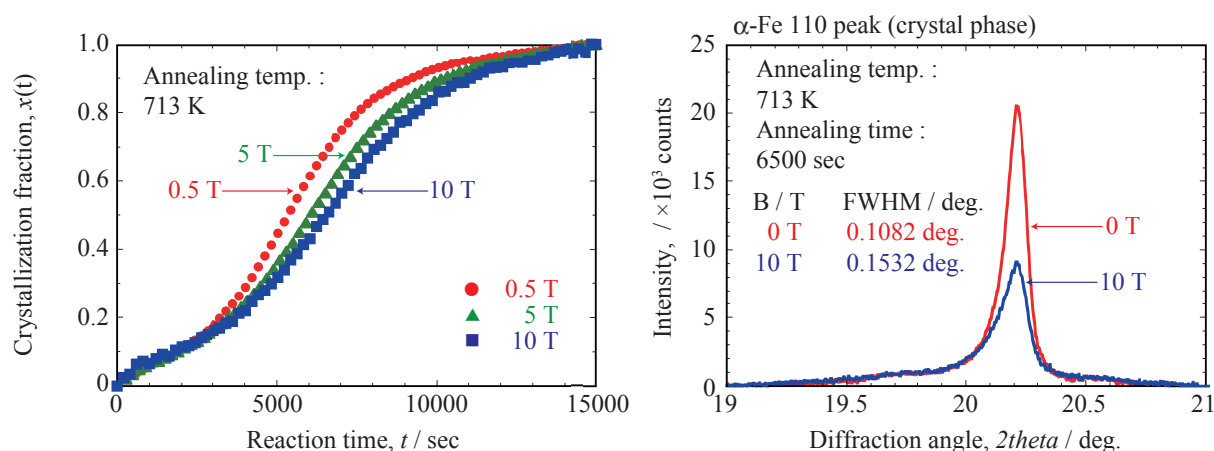 Crystallization fraction, x(t)
1.0
0.8
0.6
0.4
0.2
0
Annealing temp. :
713 K
5 T
0.5 T
10 T
0.5 T
5 T
10 T
0
5000
10000
15000
Reaction time, t / sec
α-Fe 110 peak (crystal phase)
Intensity, / ×10³ counts
25
20
15
10
5
0
Annealing temp. :
713 K
Annealing time :
6500 sec
B / T FWHM / deg.
0 T 0.1082 deg.
10 T 0.1532 deg.
0 T
10 T
19
19.5
20
20.5
21
Diffraction angle, 2theta / deg.